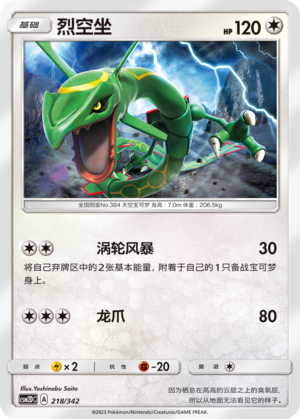 基础 烈空坐 HP 120
全国图鉴No.384 天空宝可梦 身高：7.0m 体重：206.5kg
涡轮风暴 30
将自己弃牌区中的2张基本能量，附着于自己的1只备战宝可梦
身上。
龙爪 80
弱点 ×2 抗性 -20 撤退
Illus.Yoshinobu Saito
A 218/342
因为栖息在高高的云层之上的臭氧层，
所以从地面无法看见它的身影。
©2023 Pokémon/Nintendo/Creatures/GAME FREAK.